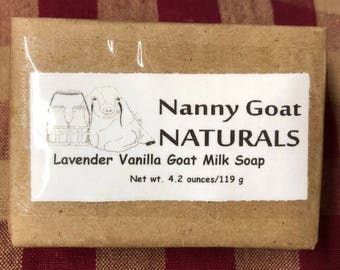 Nanny Goat
NATURALS
Lavender Vanilla Goat Milk Soap
Net wt. 4.2 ounces/119 g